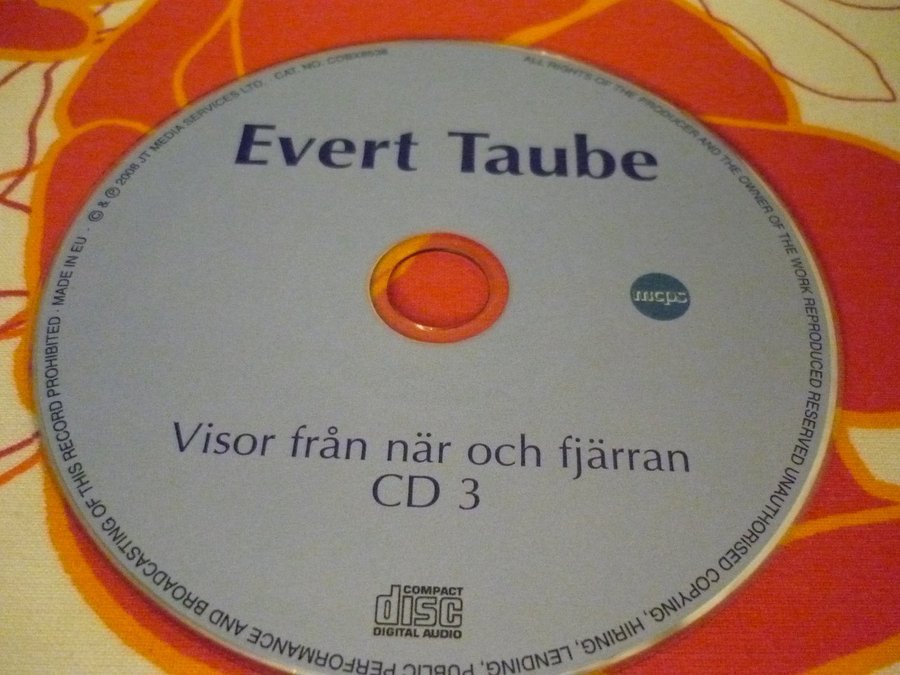 Evert Taube
mcps
Visor från när och fjärran
CD 3
COMPACT
disc
DIGITAL AUDIO
ALL RIGHTS OF THE PRODUCER AND THE OWNER OF THE WORK REPRODUCED RESERVED UNAUTHORISED COPYING, HIRING, LENDING, PUBLIC PERFORMANCE AND BROADCASTING OF THIS RECORD PROHIBITED · MADE IN EU · © & ℗ 2008 JT MEDIA SERVICES LTD. CAT. NO.